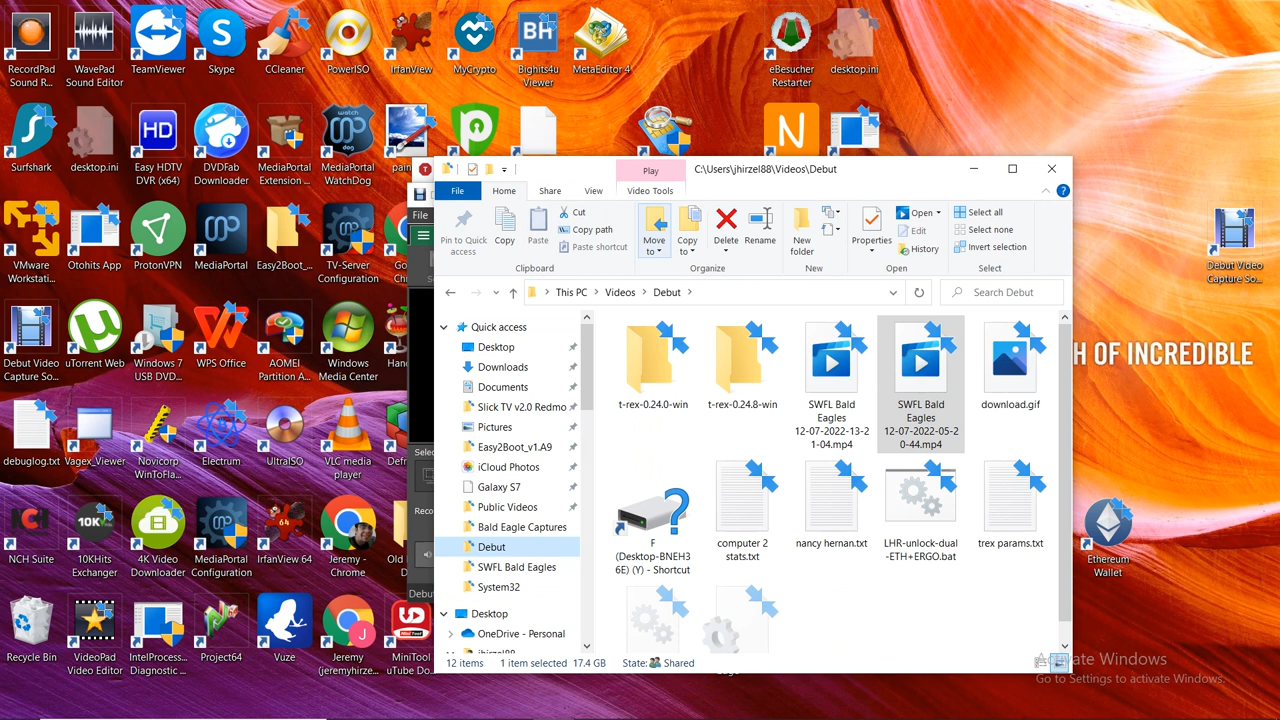 RecordPad
Sound R...
WavePad
Sound Editor
TeamViewer
Skype
CCleaner
PowerISO
IrfanView
MyCrypto
BH
Bighits4u
Viewer
MetaEditor 4
eBesucher
Restarter
desktop.ini
Surfshark
desktop.ini
HD
Easy HDTV
DVR (x64)
DVDFab
Downloader
MediaPortal
Extension ...
watch
dog
MediaPortal
WatchDog
pain
N
VMware
Workstati...
Otohits App
ProtonVPN
MediaPortal
Easy2Boot_...
TV-Server
Configuration
Debut Video
Capture So...
uTorrent Web
Windows 7
USB DVD...
WPS Office
AOMEI
Partition A...
Windows
Media Center
debuglog.txt
Vagex_Viewer
Novicorp
WinToFla...
Electrum
UltraISO
VLC media
player
NCH
NCH Suite
10K
10KHits
Exchanger
4K Video
Downloader
MediaPortal
Configuration
64
IrfanView 64
Jeremy -
Chrome
Old
Recycle Bin
VideoPad
Video Editor
IntelProcess...
Diagnostic ...
Project64
Vuze
J
Jeremy
(jeremyhirze...
MiniTool
uTube Do...
File
Play
C:\Users\jhirzel88\Videos\Debut
File
Home
Share
View
Video Tools
Pin to Quick
access
Copy
Paste
Cut
Copy path
Paste shortcut
Clipboard
Move
to
Copy
to
Delete
Rename
Organize
New
folder
New
Properties
Open
Edit
History
Open
Select all
Select none
Invert selection
Select
This PC
Videos
Debut
Search Debut
Quick access
Desktop
Downloads
Documents
Slick TV v2.0 Redmo
Pictures
Easy2Boot_v1.A9
iCloud Photos
Galaxy S7
Public Videos
Bald Eagle Captures
Debut
SWFL Bald Eagles
System32
Desktop
OneDrive - Personal
t-rex-0.24.0-win
t-rex-0.24.8-win
SWFL Bald
Eagles
12-07-2022-13-21-04.mp4
SWFL Bald
Eagles
12-07-2022-05-20-44.mp4
download.gif
F
(Desktop-BNEH3
6E) (Y) - Shortcut
computer 2
stats.txt
nancy hernan.txt
LHR-unlock-dual
-ETH+ERGO.bat
trex params.txt
12 items
1 item selected 17.4 GB
State:
Shared
Debut Video
Capture So...
H OF INCREDIBLE
Ethereum
Wallet
Activate Windows
Go to Settings to activate Windows.